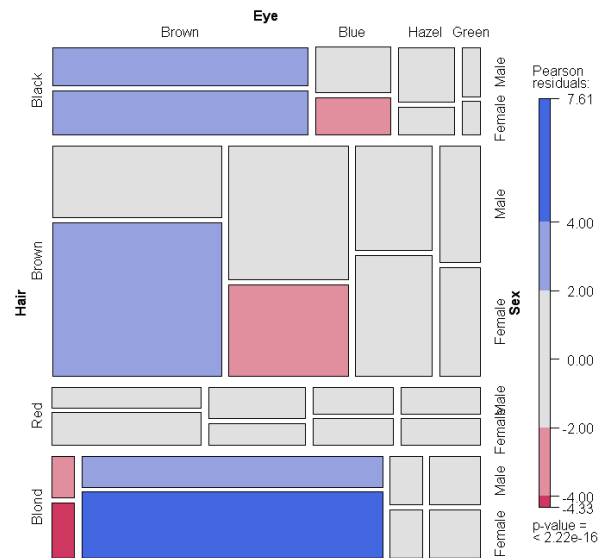 Eye
Brown Blue Hazel Green
Hair
Black
Brown
Red
Blond
Sex
Male
Female
Male
Female
Male
Female
Male
Female
Pearson
residuals:
7.61
4.00
2.00
0.00
-2.00
-4.00
-4.33
p-value =
< 2.22e-16